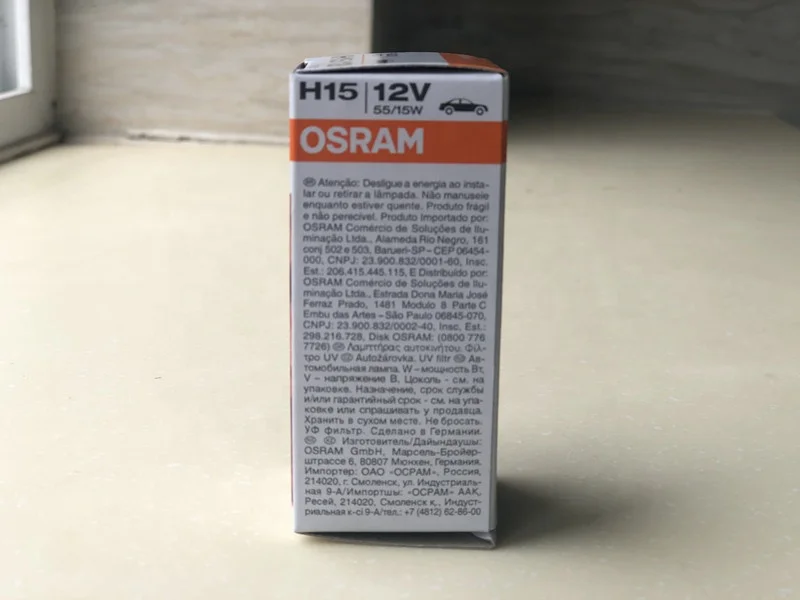 H15 | 12V
55/15W
OSRAM
Atenção: Desligue a energia ao insta-
lar ou retirar a lâmpada. Não manuseie
enquanto estiver quente. Produto frágil
e não perecível. Produto Importado por:
OSRAM Comércio de Soluções de Ilu-
minação Ltda., Alameda Rio Negro, 161
conj 502 e 503, Barueri-SP – CEP 06454-
000, CNPJ: 23.900.832/0001-60, Insc.
Est.: 206.415.445.115, E Distribuído por:
OSRAM Comércio de Soluções de Ilu-
minação Ltda., Estrada Dona Maria José
Ferraz Prado, 1481 Modulo 8 Parte C
Embu das Artes – São Paulo 06845-070,
CNPJ: 23.900.832/0002-40, Insc. Est.:
298.216.728, Disk OSRAM: (0800 776
7726) Λαμπτήρας αυτοκινήτου. Φίλ-
τρο UV Autožárovka. UV filtr Ав-
томобильная лампа. W – мощность Вт,
V – напряжение В. Цоколь - см. на
упаковке. Назначение, срок службы
и/или гарантийный срок - см. на упа-
ковке или спрашивать у продавца.
Хранить в сухом месте. Не бросать.
УФ фильтр. Сделано в Германии.
Изготовитель/Дайындаушы:
OSRAM GmbH, Марсель-Бройер-
штрассе 6, 80807 Мюнхен, Германия.
Импортер: ОАО «ОСРАМ», Россия,
214020, г. Смоленск, ул. Индустриаль-
ная 9-А/Импортшы: «ОСРАМ» ААҚ,
Ресей, 214020, Смоленск қ., Индуст-
риальная к-сі 9-А/тел.: +7 (4812) 62-86-00